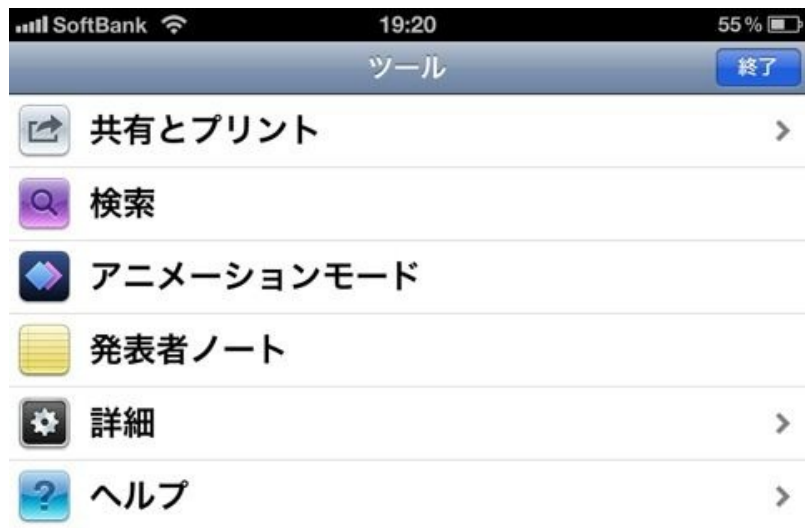 SoftBank 19:20 55%
ツール 終了
共有とプリント
検索
アニメーションモード
発表者ノート
詳細
ヘルプ